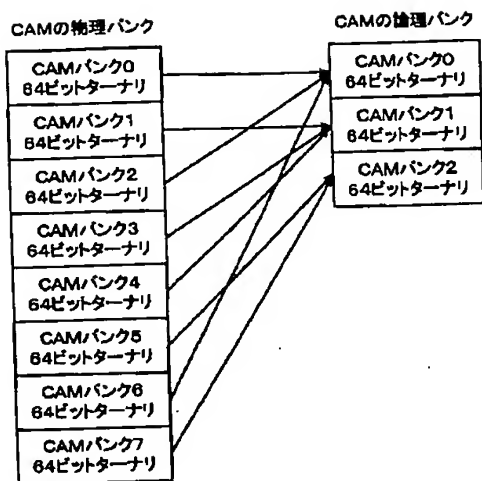 CAMの物理バンク
CAMバンク0
64ビットターナリ
CAMバンク1
64ビットターナリ
CAMバンク2
64ビットターナリ
CAMバンク3
64ビットターナリ
CAMバンク4
64ビットターナリ
CAMバンク5
64ビットターナリ
CAMバンク6
64ビットターナリ
CAMバンク7
64ビットターナリ
CAMの論理バンク
CAMバンク0
64ビットターナリ
CAMバンク1
64ビットターナリ
CAMバンク2
64ビットターナリ